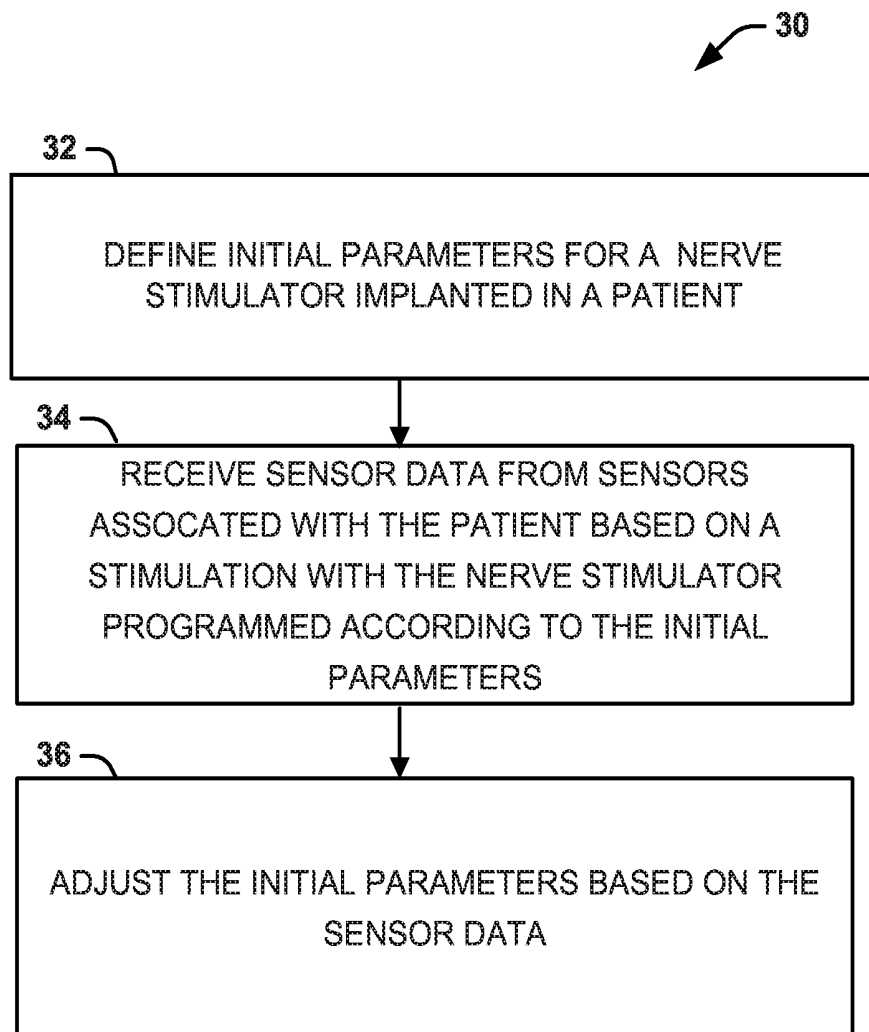 30
32
DEFINE INITIAL PARAMETERS FOR A NERVE
STIMULATOR IMPLANTED IN A PATIENT
34
RECEIVE SENSOR DATA FROM SENSORS
ASSOCATED WITH THE PATIENT BASED ON A
STIMULATION WITH THE NERVE STIMULATOR
PROGRAMMED ACCORDING TO THE INITIAL
PARAMETERS
36
ADJUST THE INITIAL PARAMETERS BASED ON THE
SENSOR DATA